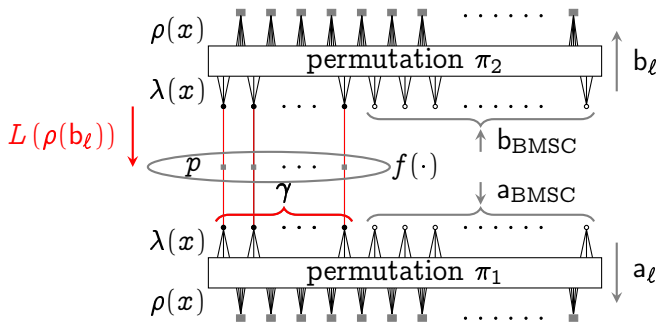 ρ(x)
· · · · · ·
permutation π₂
b_ℓ
λ(x)
· · ·
· · · · · ·
L (ρ(b_ℓ))
b_BMSC
p
· · ·
f(·)
γ
a_BMSC
λ(x)
· · ·
· · · · · ·
permutation π₁
a_ℓ
ρ(x)
· · · · · ·